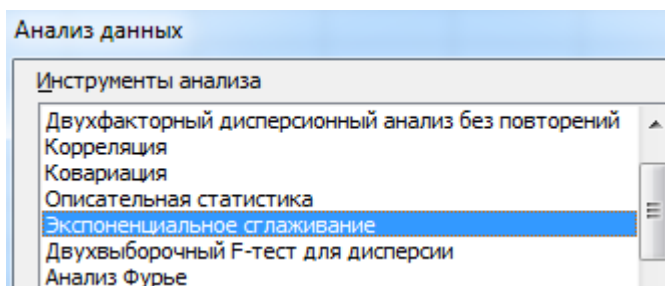 Анализ данных
Инструменты анализа
Двухфакторный дисперсионный анализ без повторений
Корреляция
Ковариация
Описательная статистика
Экспоненциальное сглаживание
Двухвыборочный F-тест для дисперсии
Анализ Фурье